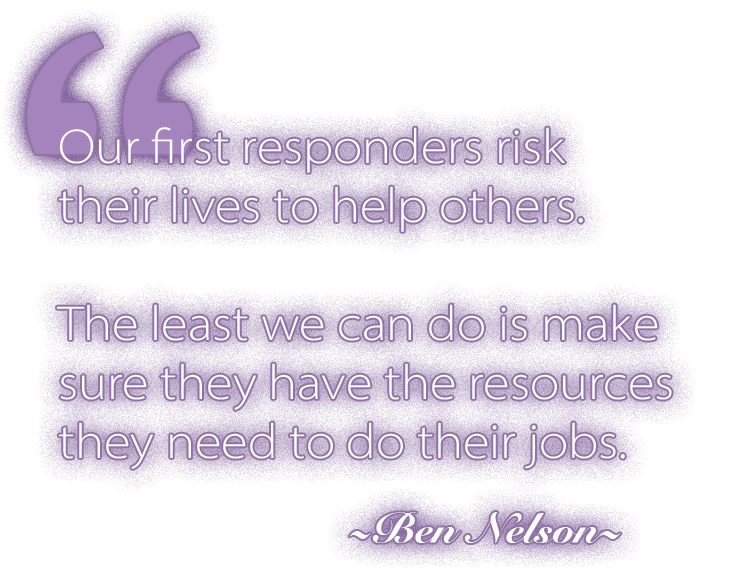 “Our first responders risk
their lives to help others.
The least we can do is make
sure they have the resources
they need to do their jobs.
~Ben Nelson~